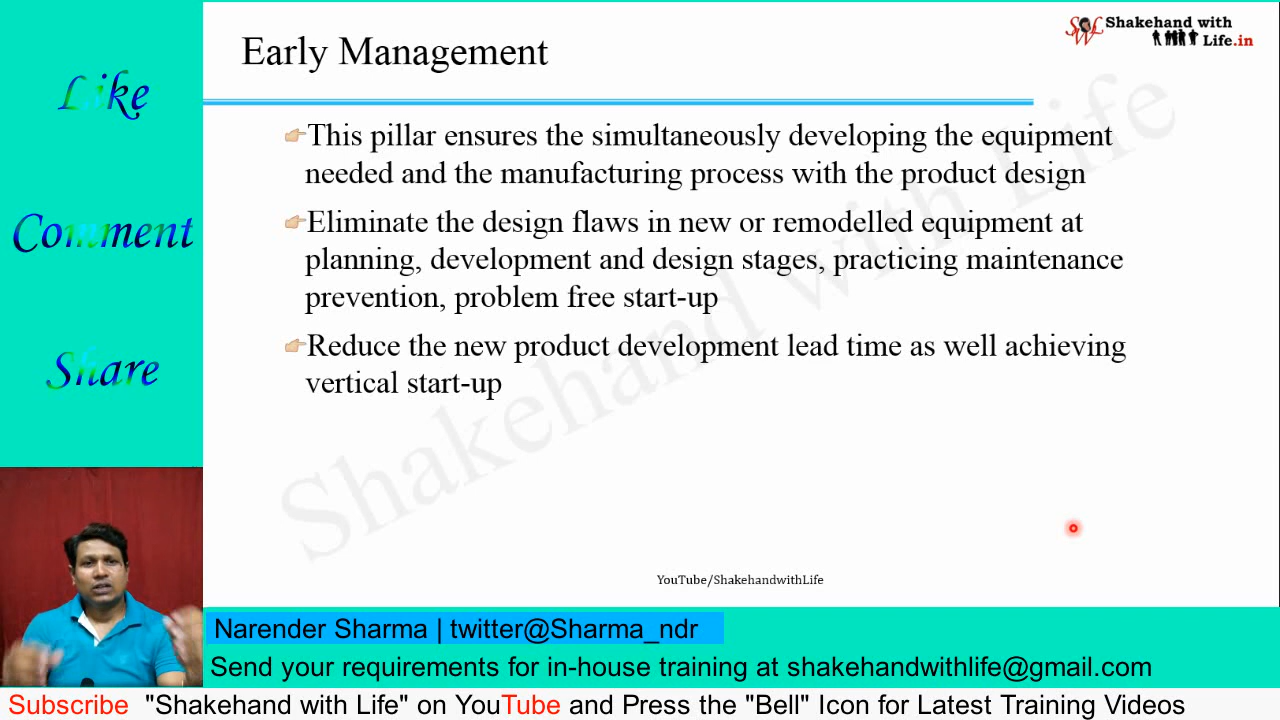 Like
Comment
Share
Early Management
SWL Shakehand with
Life.in
This pillar ensures the simultaneously developing the equipment
needed and the manufacturing process with the product design
Eliminate the design flaws in new or remodelled equipment at
planning, development and design stages, practicing maintenance
prevention, problem free start-up
Reduce the new product development lead time as well achieving
vertical start-up
Shakehand with Life
YouTube/ShakehandwithLife
Narender Sharma | twitter@Sharma_ndr
Send your requirements for in-house training at shakehandwithlife@gmail.com
Subscribe "Shakehand with Life" on YouTube and Press the "Bell" Icon for Latest Training Videos